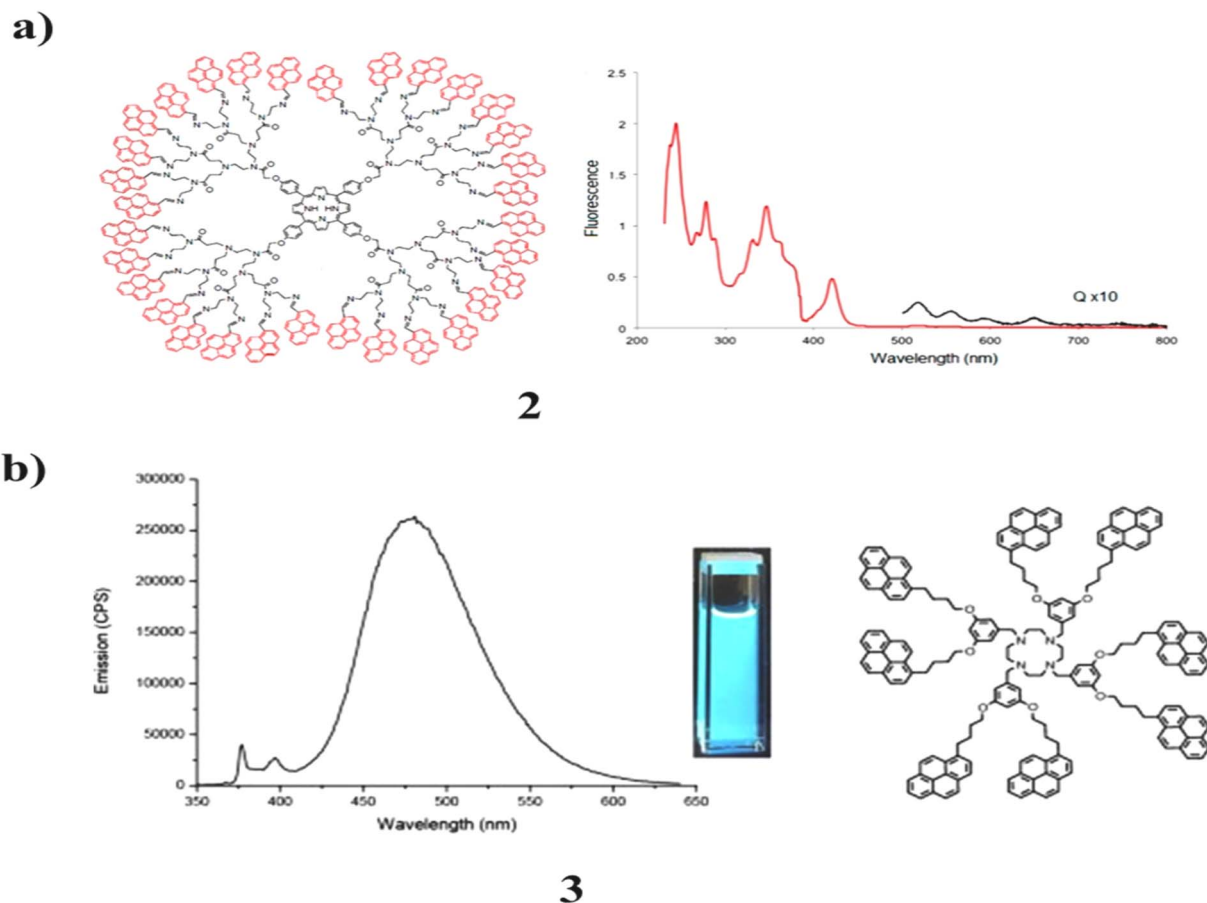 a)
2.5
2
1.5
1
0.5
0
Fluorescence
Q x10
200 300 400 500 600 700 800
Wavelength (nm)
NH HN
2
b)
300000
250000
200000
150000
100000
50000
0
Emission (CPS)
350 400 450 500 550 600 650
Wavelength (nm)
O O
O O
N N
N N
O O
O O
3